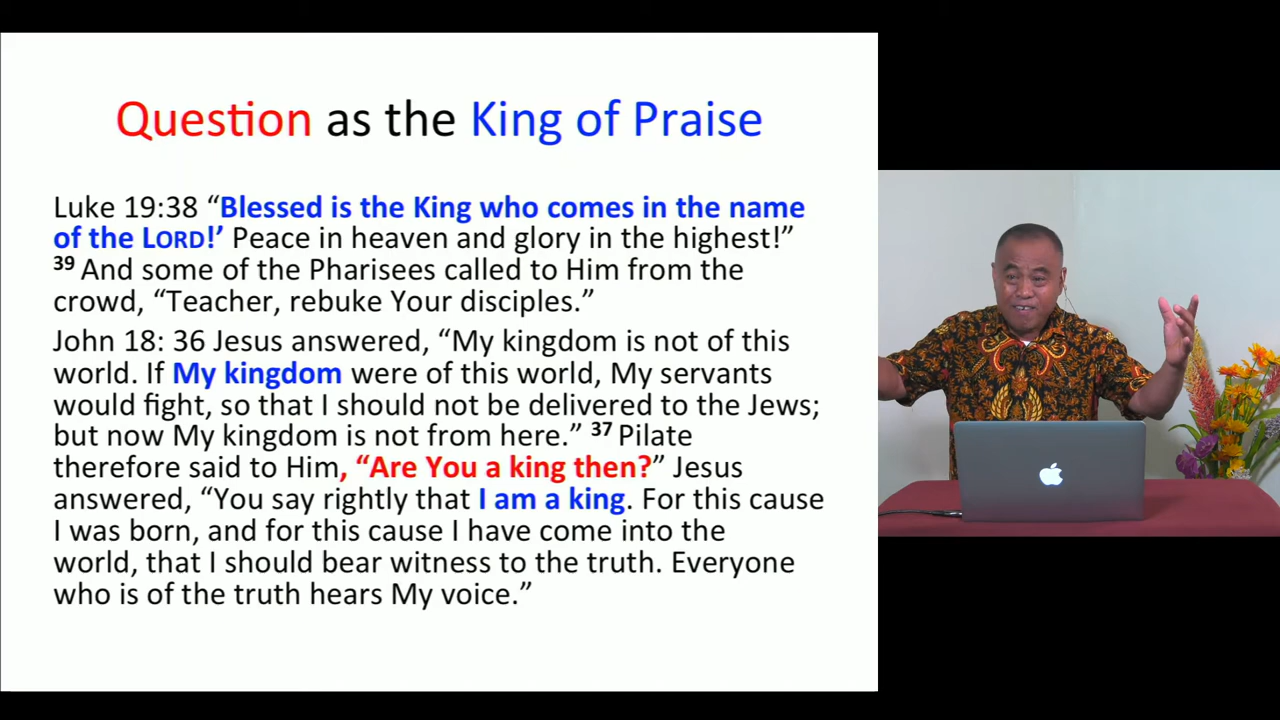 Question as the King of Praise
Luke 19:38 “Blessed is the King who comes in the name
of the LORD!’ Peace in heaven and glory in the highest!”
39 And some of the Pharisees called to Him from the
crowd, “Teacher, rebuke Your disciples.”
John 18: 36 Jesus answered, “My kingdom is not of this
world. If My kingdom were of this world, My servants
would fight, so that I should not be delivered to the Jews;
but now My kingdom is not from here.” 37 Pilate
therefore said to Him, “Are You a king then?” Jesus
answered, “You say rightly that I am a king. For this cause
I was born, and for this cause I have come into the
world, that I should bear witness to the truth. Everyone
who is of the truth hears My voice.”